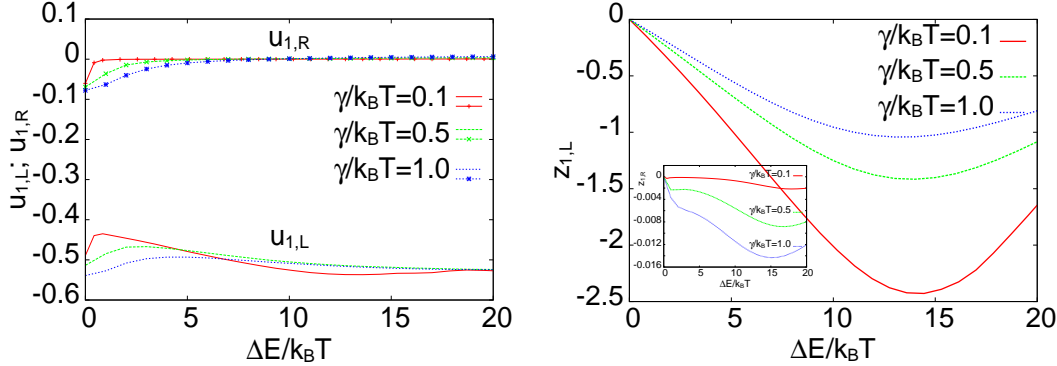 0.1
0
-0.1
-0.2
-0.3
-0.4
-0.5
-0.6
0
5
10
15
20
u1,L; u1,R
ΔE/kBT
u1,R
γ/kBT=0.1
γ/kBT=0.5
γ/kBT=1.0
u1,L
0
-0.5
-1
-1.5
-2
-2.5
0
5
10
15
20
z1,L
ΔE/kBT
γ/kBT=0.1
γ/kBT=0.5
γ/kBT=1.0
0
-0.004
-0.008
-0.012
-0.016
0
5
10
15
20
z1,R
ΔE/kBT
γ/kBT=0.1
γ/kBT=0.5
γ/kBT=1.0